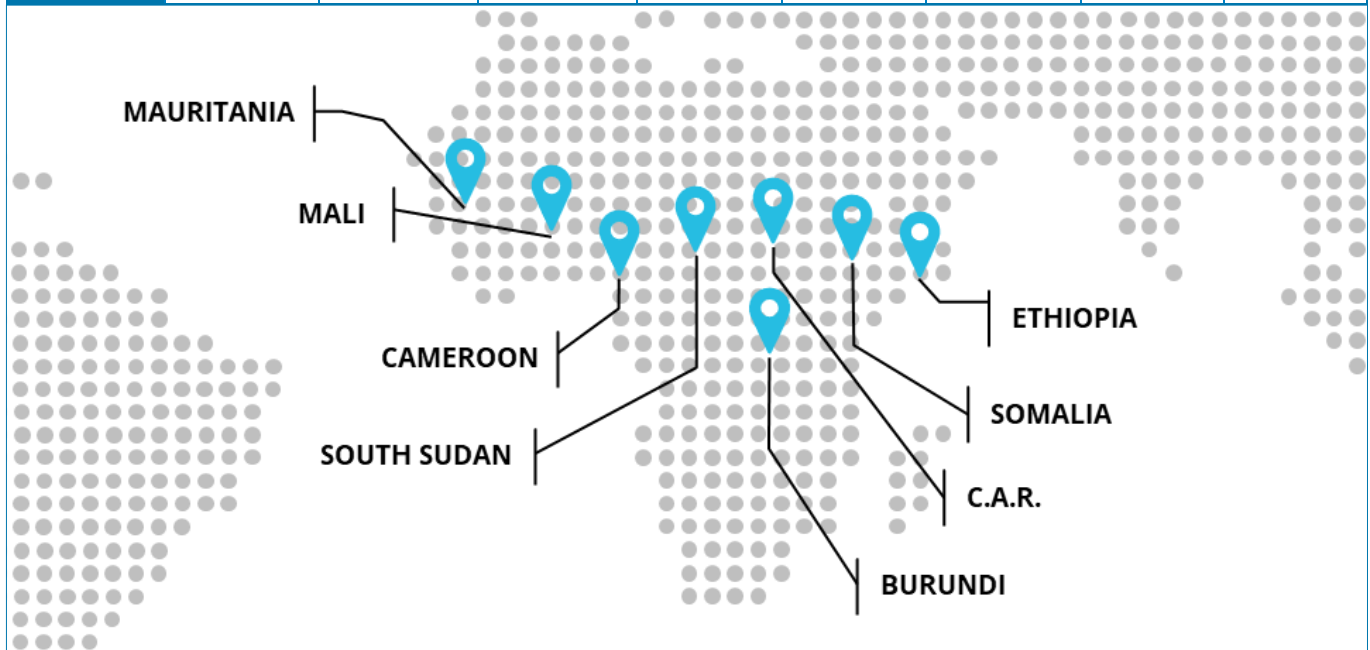 MAURITANIA
MALI
CAMEROON
SOUTH SUDAN
ETHIOPIA
SOMALIA
C.A.R.
BURUNDI